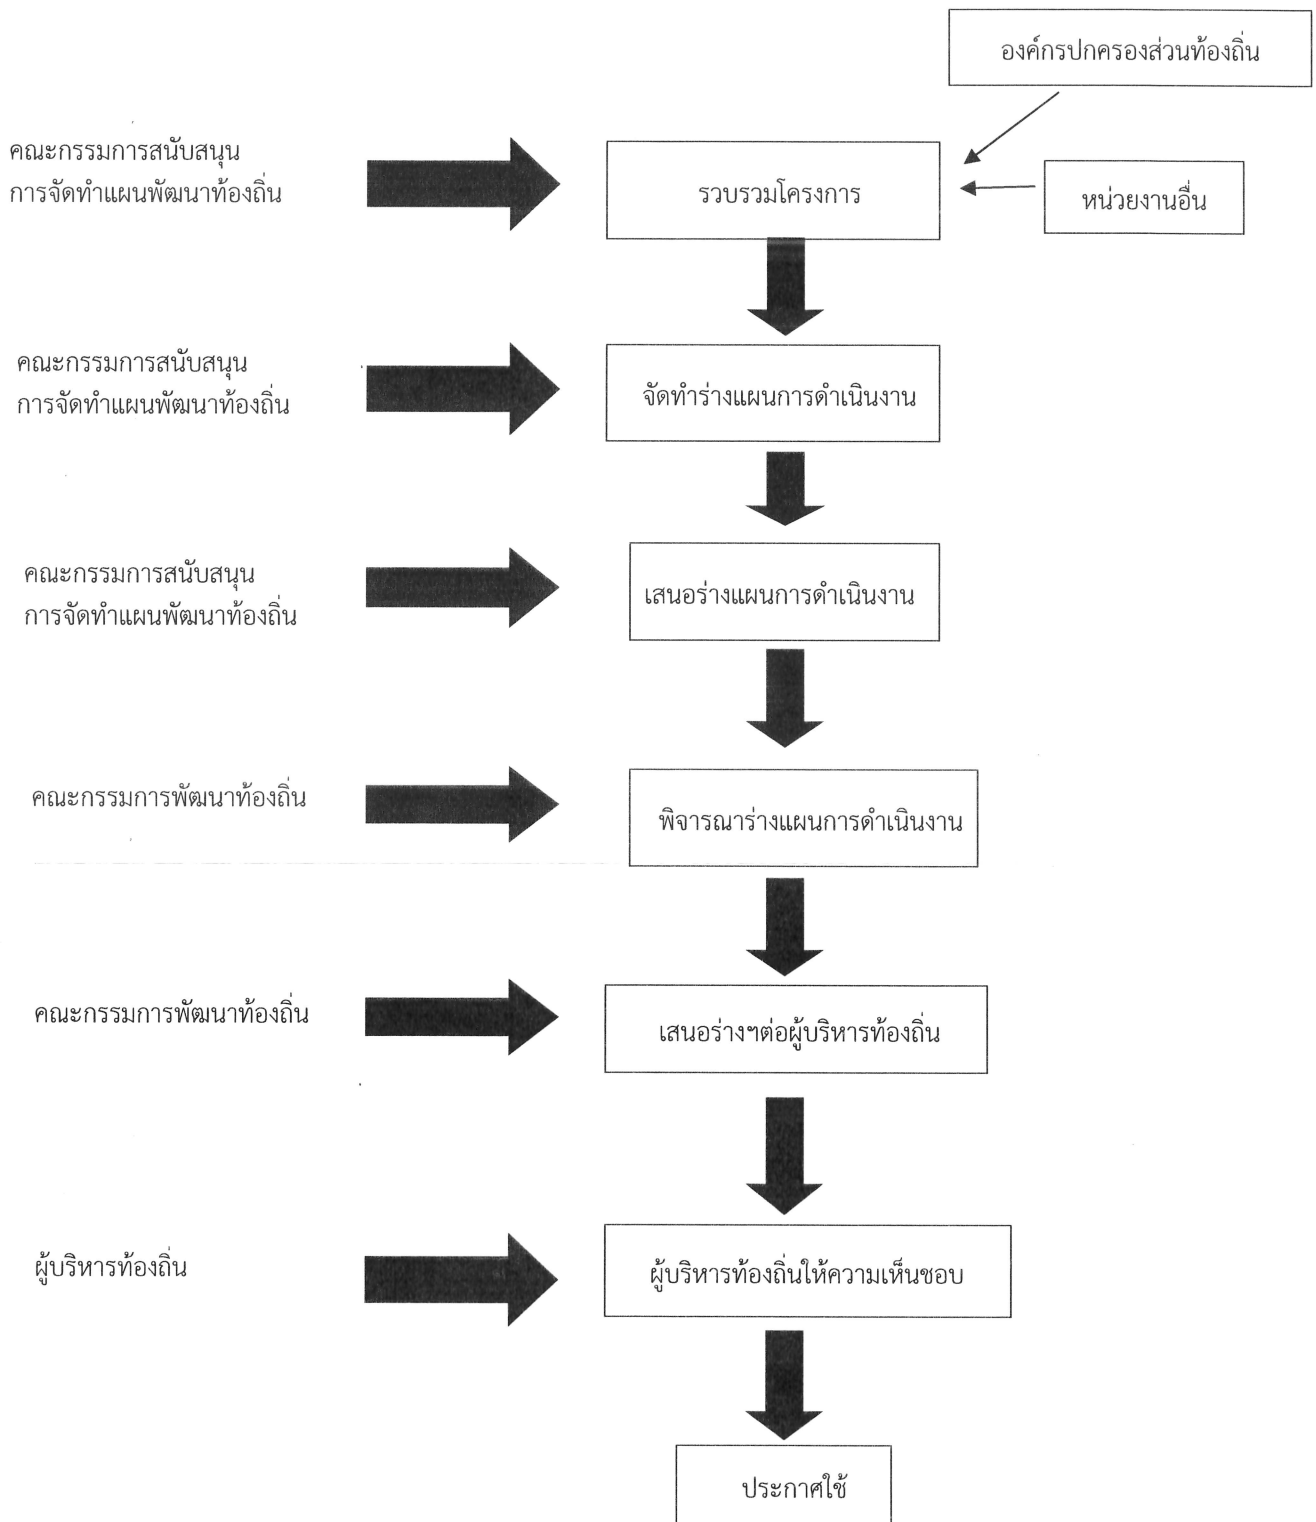 องค์กรปกครองส่วนท้องถิ่น
คณะกรรมการสนับสนุน
การจัดทำแผนพัฒนาท้องถิ่น
รวบรวมโครงการ
หน่วยงานอื่น
คณะกรรมการสนับสนุน
การจัดทำแผนพัฒนาท้องถิ่น
จัดทำร่างแผนการดำเนินงาน
คณะกรรมการสนับสนุน
การจัดทำแผนพัฒนาท้องถิ่น
เสนอร่างแผนการดำเนินงาน
คณะกรรมการพัฒนาท้องถิ่น
พิจารณาร่างแผนการดำเนินงาน
คณะกรรมการพัฒนาท้องถิ่น
เสนอร่างฯต่อผู้บริหารท้องถิ่น
ผู้บริหารท้องถิ่น
ผู้บริหารท้องถิ่นให้ความเห็นชอบ
ประกาศใช้